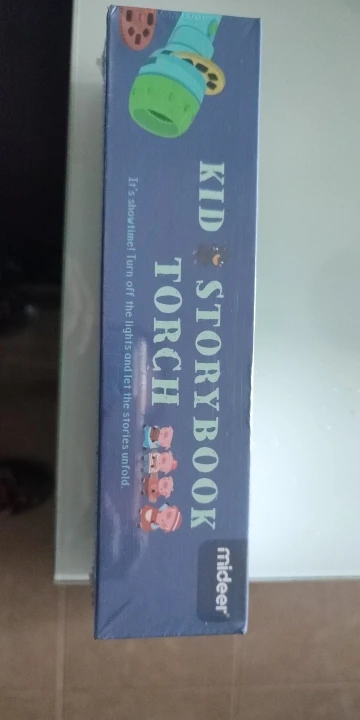 KID STORYBOOK
TORCH
It's showtime! Turn off the lights and let the stories unfold.
mideer